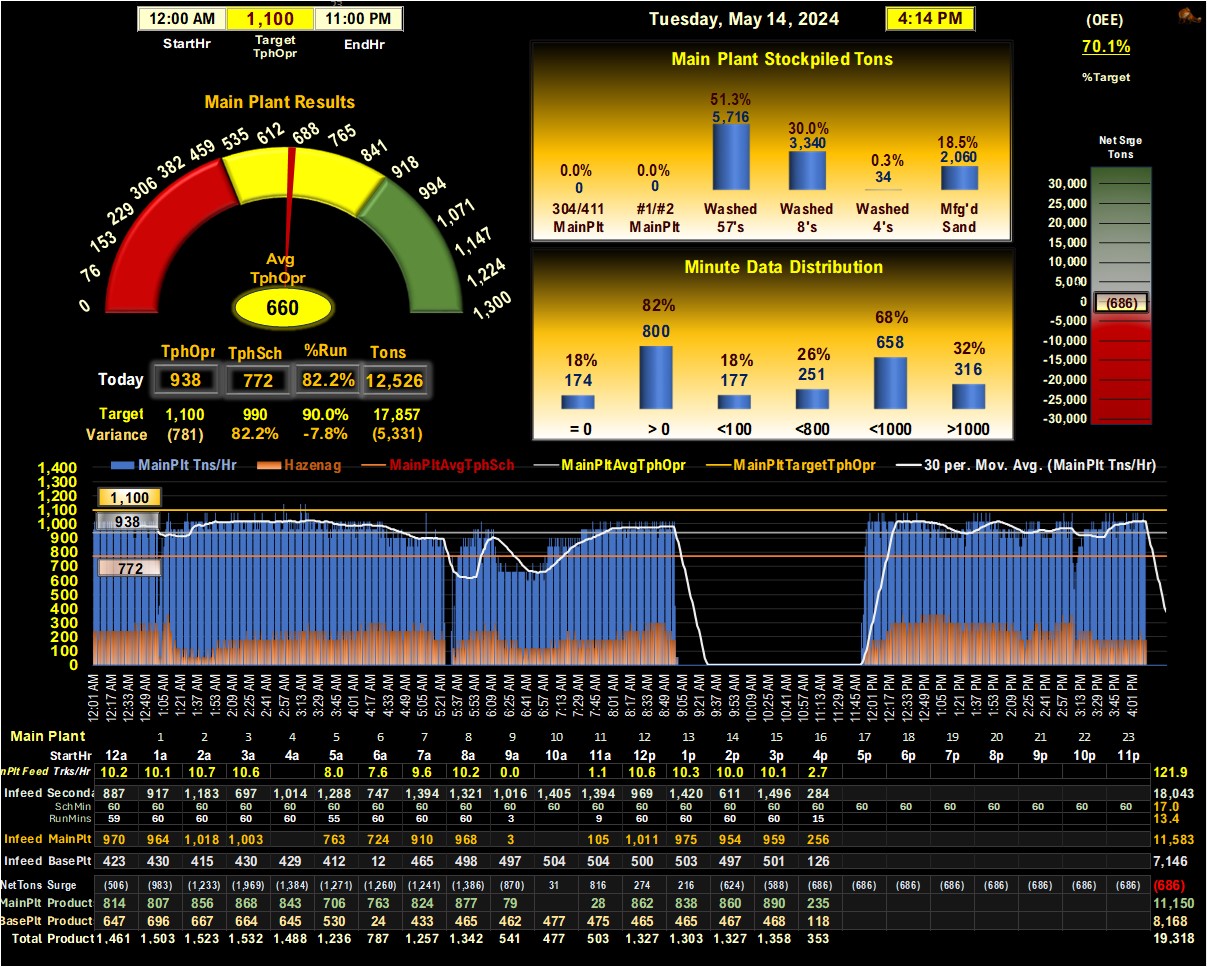 23
12:00 AM 1,100 11:00 PM
StartHr Target TphOpr EndHr
Tuesday, May 14, 2024 4:14 PM
(OEE)
70.1%
%Target
Main Plant Results
0 76 153 229 306 382 459 535 612 688 765 841 918 994 1,071 1,147 1,224 1,300
Avg
TphOpr
660
TphOpr TphSch %Run Tons
Today 938 772 82.2% 12,526
Target 1,100 990 90.0% 17,857
Variance (781) 82.2% -7.8% (5,331)
Main Plant Stockpiled Tons
0.0% 0.0% 51.3% 30.0% 0.3% 18.5%
0 0 5,716 3,340 34 2,060
304/411 #1/#2 Washed Washed Washed Mfg'd
MainPlt MainPlt 57's 8's 4's Sand
Minute Data Distribution
18% 82% 18% 26% 68% 32%
174 800 177 251 658 316
= 0 > 0 <100 <800 <1000 >1000
Net Srge
Tons
30,000
25,000
20,000
15,000
10,000
5,000
0 (686)
-5,000
-10,000
-15,000
-20,000
-25,000
-30,000
MainPlt Tns/Hr Hazenag MainPltAvgTphSch MainPltAvgTphOpr MainPltTargetTphOpr 30 per. Mov. Avg. (MainPlt Tns/Hr)
1,400
1,300
1,200
1,100
1,000
900
800
700
600
500
400
300
200
100
0
1,100
938
772
12:01 AM 12:17 AM 12:33 AM 12:49 AM 1:05 AM 1:21 AM 1:37 AM 1:53 AM 2:09 AM 2:25 AM 2:41 AM 2:57 AM 3:13 AM 3:29 AM 3:45 AM 4:01 AM 4:17 AM 4:33 AM 4:49 AM 5:05 AM 5:21 AM 5:37 AM 5:53 AM 6:09 AM 6:25 AM 6:41 AM 6:57 AM 7:13 AM 7:29 AM 7:45 AM 8:01 AM 8:17 AM 8:33 AM 8:49 AM 9:05 AM 9:21 AM 9:37 AM 9:53 AM 10:09 AM 10:25 AM 10:41 AM 10:57 AM 11:13 AM 11:29 AM 11:45 AM 12:01 PM 12:17 PM 12:33 PM 12:49 PM 1:05 PM 1:21 PM 1:37 PM 1:53 PM 2:09 PM 2:25 PM 2:41 PM 2:57 PM 3:13 PM 3:29 PM 3:45 PM 4:01 PM
Main Plant 1 2 3 4 5 6 7 8 9 10 11 12 13 14 15 16 17 18 19 20 21 22 23
StartHr 12a 1a 2a 3a 4a 5a 6a 7a 8a 9a 10a 11a 12p 1p 2p 3p 4p 5p 6p 7p 8p 9p 10p 11p
nPlt Feed Trks/Hr 10.2 10.1 10.7 10.6 8.0 7.6 9.6 10.2 0.0 1.1 10.6 10.3 10.0 10.1 2.7 121.9
Infeed Seconda 887 917 1,183 697 1,014 1,288 747 1,394 1,321 1,016 1,405 1,394 969 1,420 611 1,496 284 18,043
SchMin 60 60 60 60 60 60 60 60 60 60 60 60 60 60 60 60 60 60 60 60 60 60 60 60 17.0
RunMins 59 60 60 60 55 60 60 60 3 9 60 60 60 60 15 13.4
Infeed MainPlt 970 964 1,018 1,003 763 724 910 968 3 105 1,011 975 954 959 256 11,583
Infeed BasePlt 423 430 415 430 429 412 12 465 498 497 504 504 500 503 497 501 126 7,146
NetTons Surge (506) (983) (1,233) (1,969) (1,384) (1,271) (1,260) (1,241) (1,386) (870) 31 816 274 216 (624) (588) (686) (686) (686) (686) (686) (686) (686) (686) (686)
MainPlt Product 814 807 856 868 843 706 763 824 877 79 28 862 838 860 890 235 11,150
BasePlt Product 647 696 667 664 645 530 24 433 465 462 477 475 465 465 467 468 118 8,168
Total Product 1,461 1,503 1,523 1,532 1,488 1,236 787 1,257 1,342 541 477 503 1,327 1,303 1,327 1,358 353 19,318